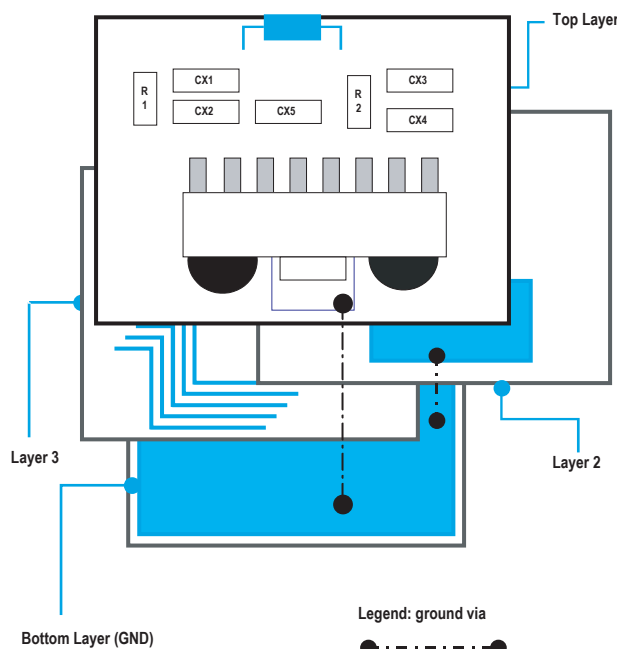 Top Layer
CX1
CX3
R
1
R
2
CX2
CX5
CX4
Layer 3
Layer 2
Legend: ground via
Bottom Layer (GND)